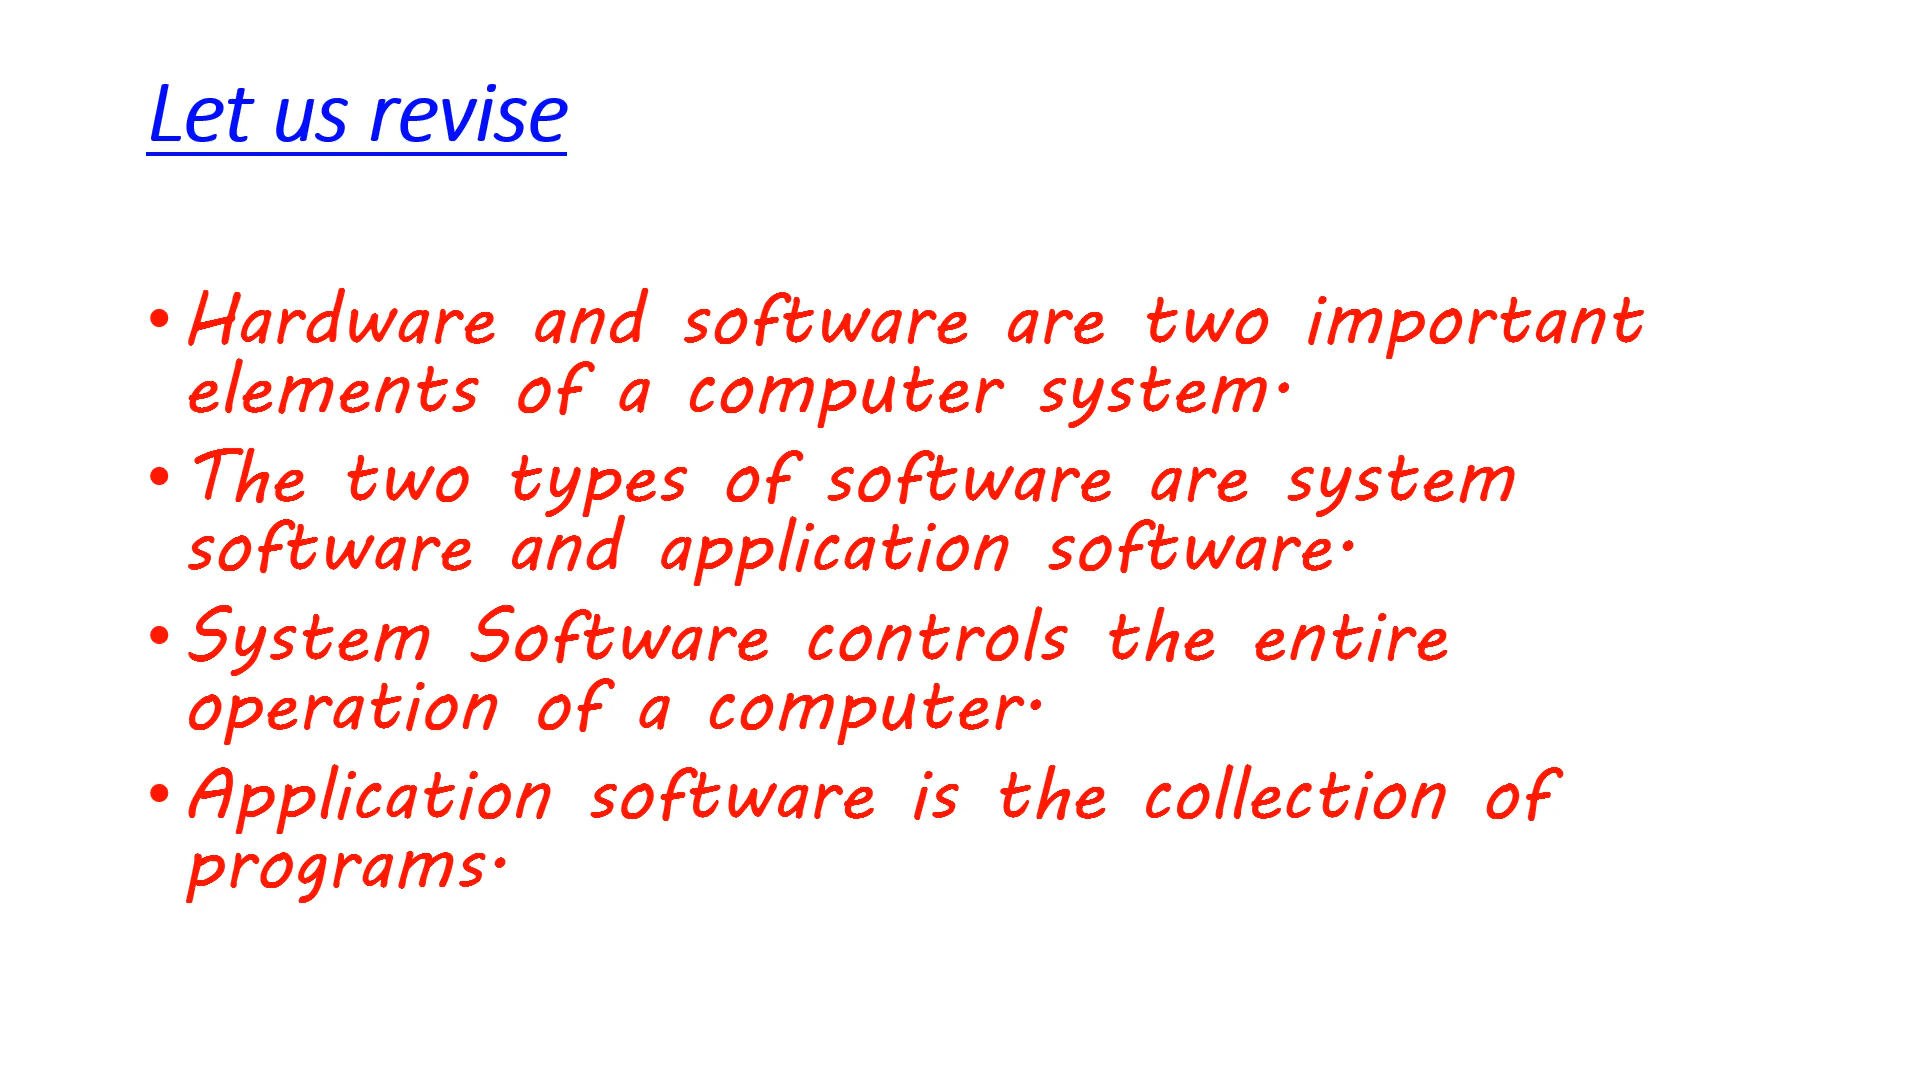 Let us revise
• Hardware and software are two important
elements of a computer system.
• The two types of software are system
software and application software.
• System Software controls the entire
operation of a computer.
• Application software is the collection of
programs.